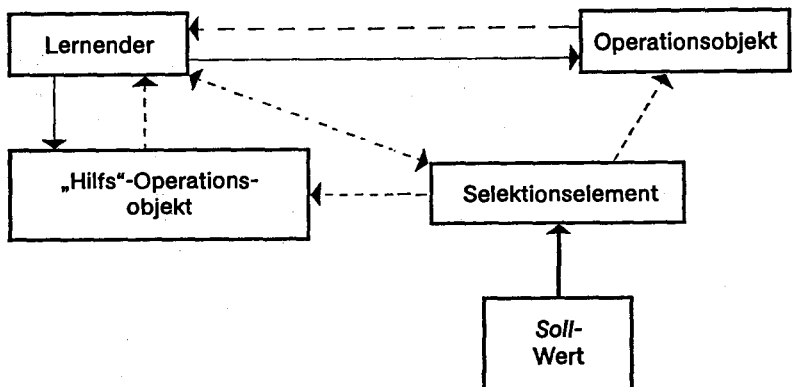 Lernender
Operationsobjekt
„Hilfs“-Operations-
objekt
Selektionselement
Soll-
Wert